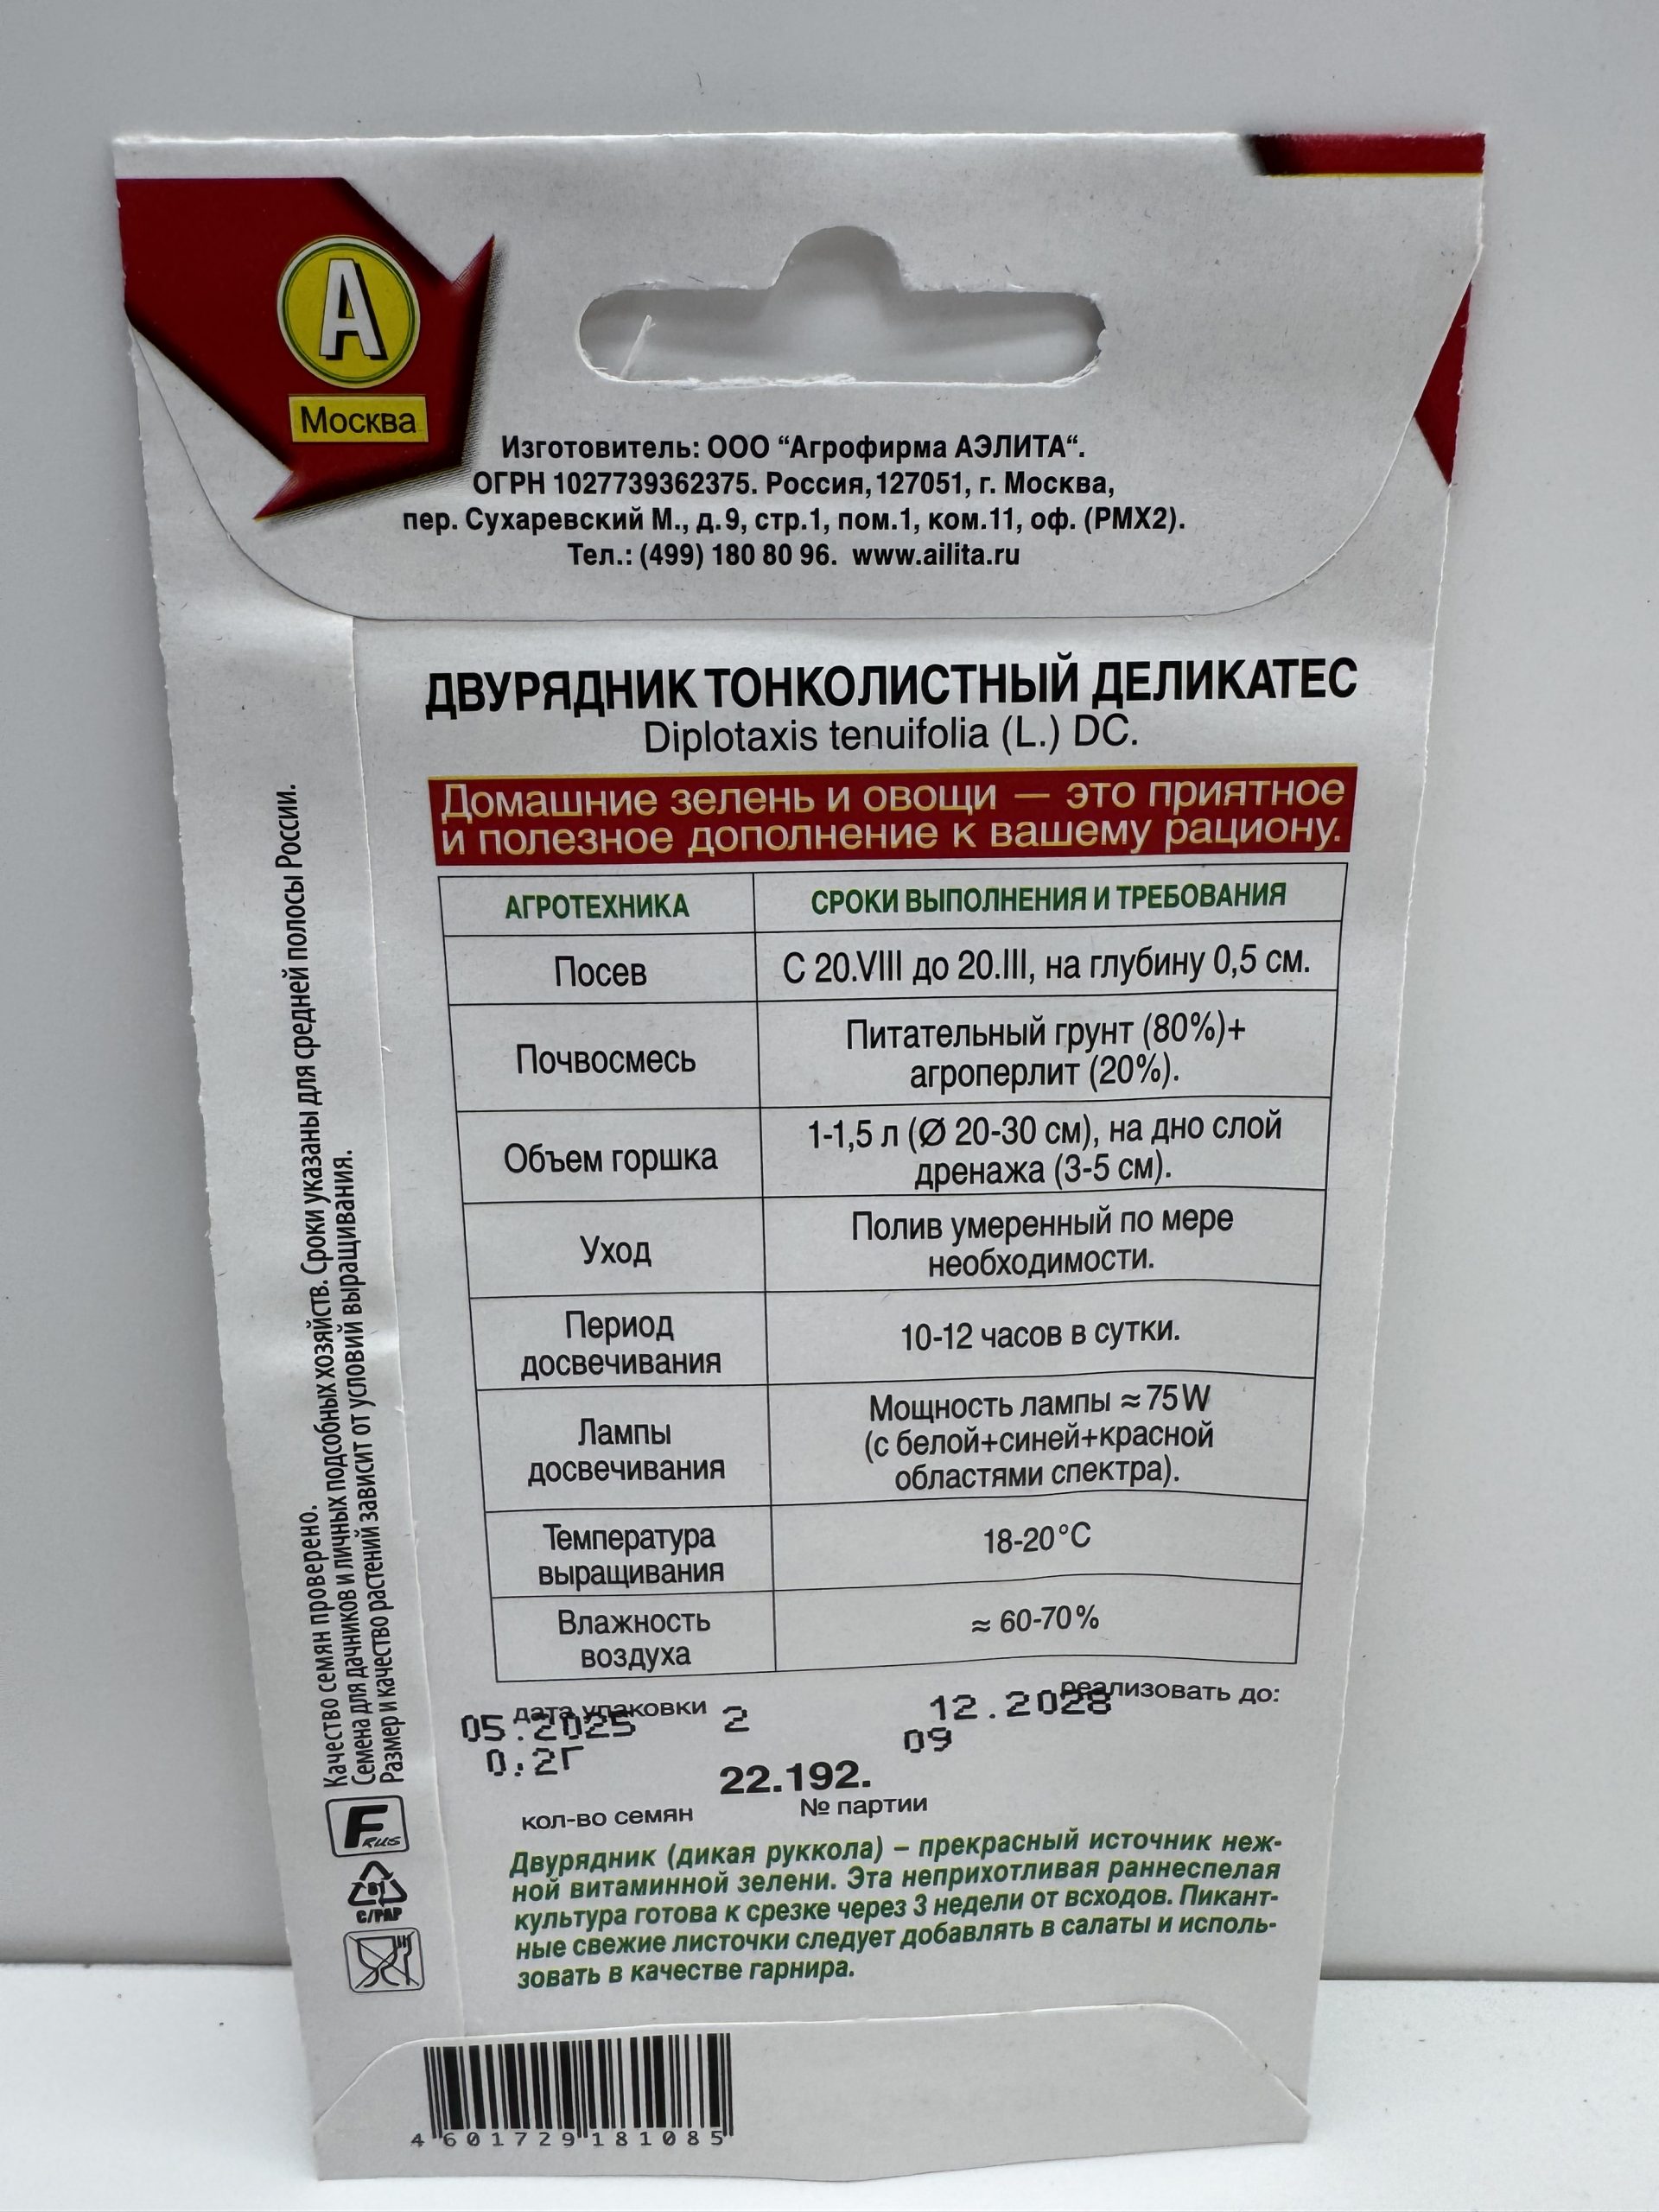 А
Москва
Изготовитель: ООО “Агрофирма АЭЛИТА“.
ОГРН 1027739362375. Россия, 127051, г. Москва,
пер. Сухаревский М., д.9, стр.1, пом.1, ком.11, оф. (РМХ2).
Тел.: (499) 180 80 96. www.ailita.ru
ДВУРЯДНИК ТОНКОЛИСТНЫЙ ДЕЛИКАТЕС
Diplotaxis tenuifolia (L.) DC.
Домашние зелень и овощи — это приятное
и полезное дополнение к вашему рациону.
АГРОТЕХНИКА
СРОКИ ВЫПОЛНЕНИЯ И ТРЕБОВАНИЯ
Посев
С 20.VIII до 20.III, на глубину 0,5 см.
Почвосмесь
Питательный грунт (80%)+
агроперлит (20%).
Объем горшка
1-1,5 л (Ø 20-30 см), на дно слой
дренажа (3-5 см).
Уход
Полив умеренный по мере
необходимости.
Период
досвечивания
10-12 часов в сутки.
Лампы
досвечивания
Мощность лампы ≈ 75W
(с белой+синей+красной
областями спектра).
Температура
выращивания
18-20°С
Влажность
воздуха
≈ 60-70%
дата упаковки
реализовать до:
05.2025 2 12.2028
0.2Г 09
22.192.
кол-во семян
№ партии
Двурядник (дикая руккола) – прекрасный источник неж-
ной витаминной зелени. Эта неприхотливая раннеспелая
культура готова к срезке через 3 недели от всходов. Пикант-
ные свежие листочки следует добавлять в салаты и исполь-
зовать в качестве гарнира.
Качество семян проверено.
Семена для дачников и личных подсобных хозяйств. Сроки указаны для средней полосы России.
Размер и качество растений зависит от условий выращивания.
F RUS
81
C/PAP
4 601729 181085